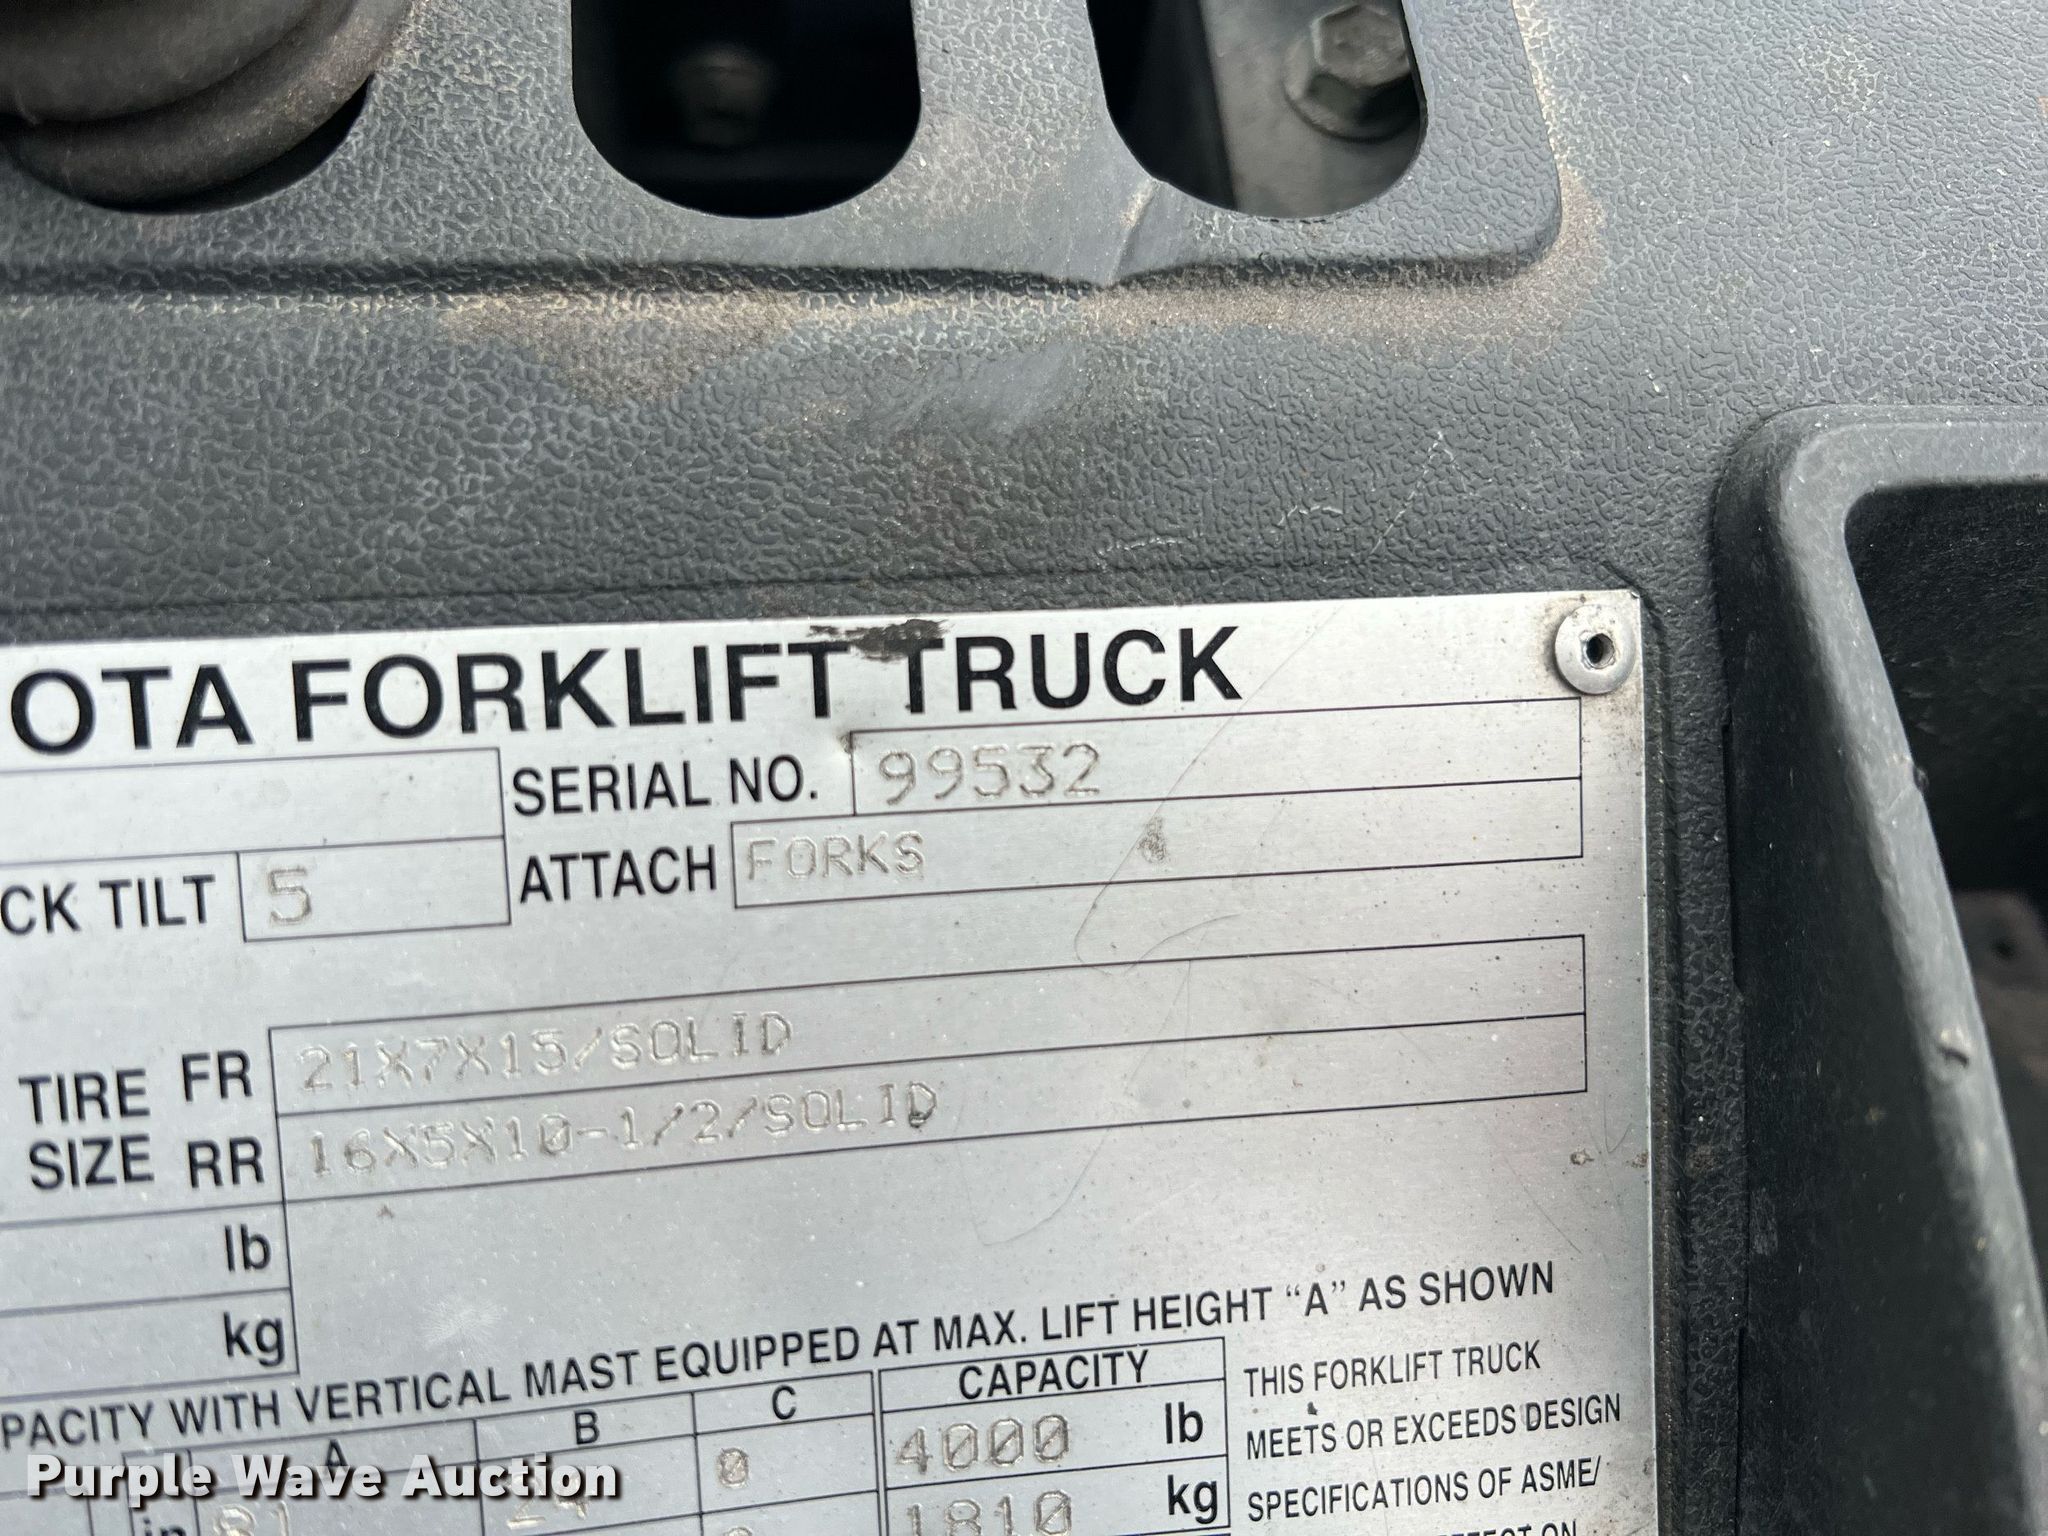 OTA FORKLIFT TRUCK
SERIAL NO. 99532
CK TILT 5 ATTACH FORKS
TIRE SIZE FR 21X7X15/SOLID
RR 16X5X10-1/2/SOLID
lb
kg
PACITY WITH VERTICAL MAST EQUIPPED AT MAX. LIFT HEIGHT "A" AS SHOWN
A B C CAPACITY
0 4000 lb
in 24 1810 kg
THIS FORKLIFT TRUCK
MEETS OR EXCEEDS DESIGN
SPECIFICATIONS OF ASME/
Purple Wave Auction